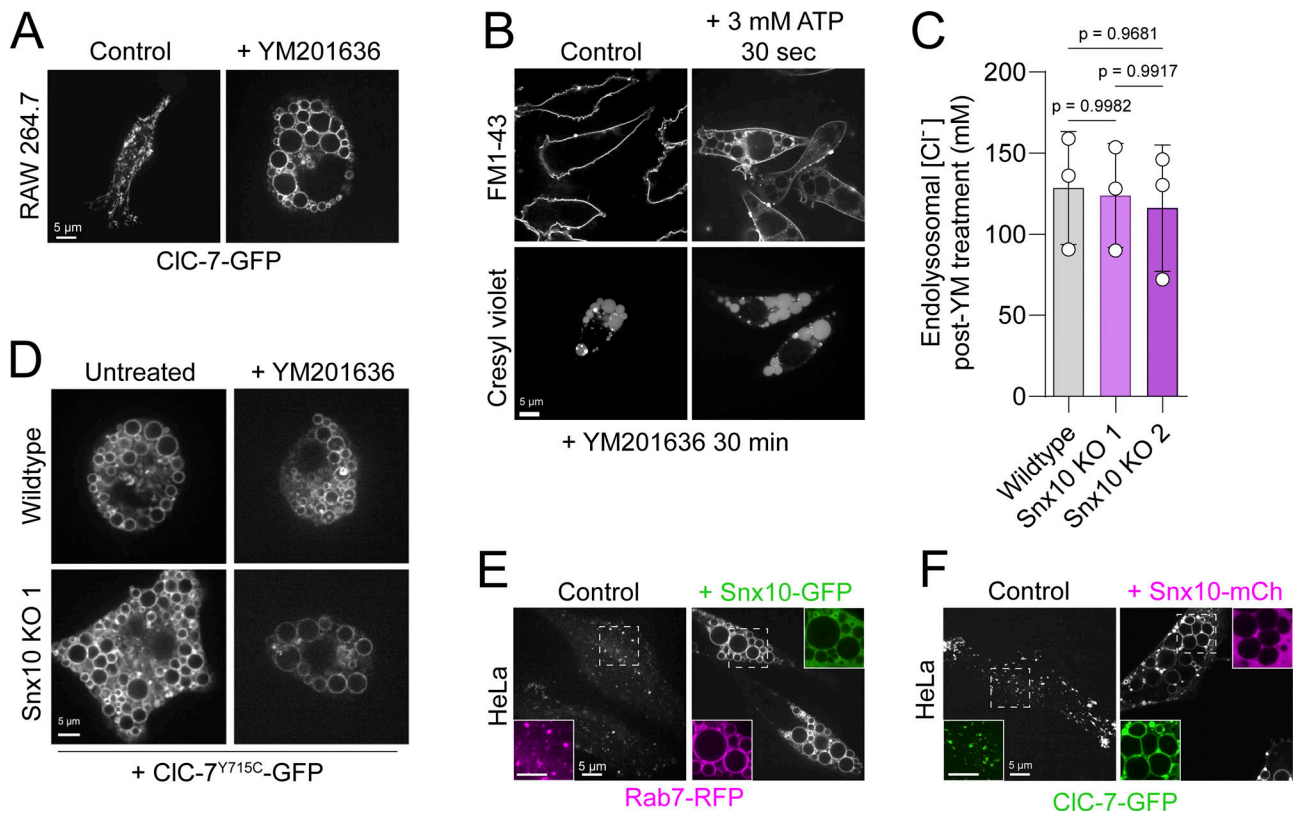 A
Control
+ YM201636
RAW 264.7
5 µm
ClC-7-GFP
B
Control
+ 3 mM ATP
30 sec
FM1-43
Cresyl violet
5 µm
+ YM201636 30 min
C
p = 0.9681
p = 0.9917
p = 0.9982
Endolysosomal [Cl⁻]
post-YM treatment (mM)
200
150
100
50
0
Wildtype
Snx10 KO 1
Snx10 KO 2
D
Untreated
+ YM201636
Wildtype
Snx10 KO 1
5 µm
+ ClC-7ʸ⁷¹⁵ᶜ-GFP
E
Control
+ Snx10-GFP
HeLa
5 µm
Rab7-RFP
F
Control
+ Snx10-mCh
HeLa
5 µm
ClC-7-GFP